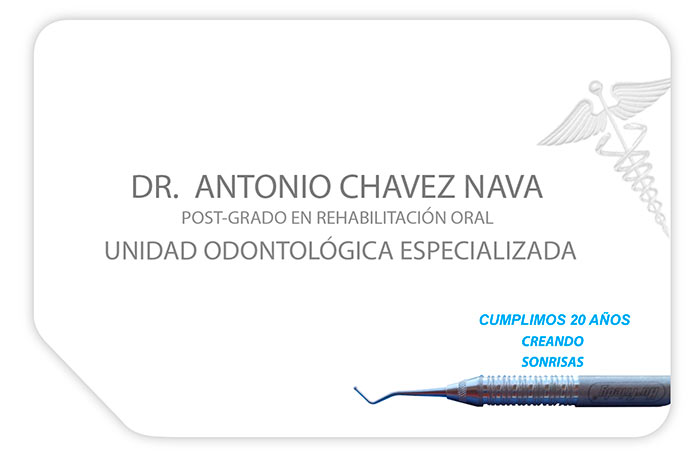 DR. ANTONIO CHAVEZ NAVA
POST-GRADO EN REHABILITACIÓN ORAL
UNIDAD ODONTOLÓGICA ESPECIALIZADA
CUMPLIMOS 20 AÑOS
CREANDO
SONRISAS